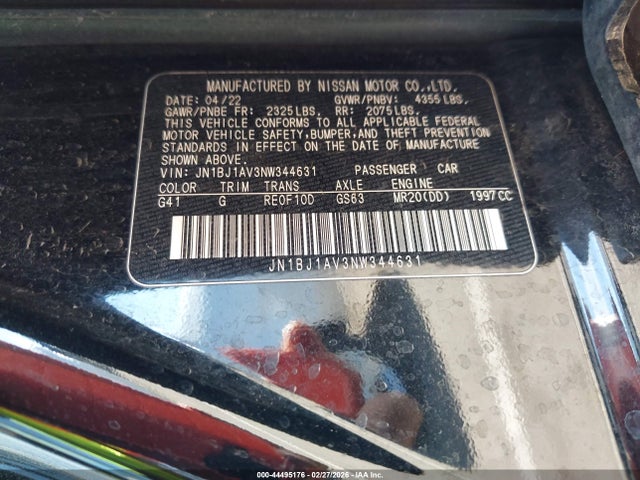 MANUFACTURED BY NISSAN MOTOR CO.,LTD.
DATE: 04/22 GVWR/PNBV: 4355 LBS.
GAWR/PNBE FR: 2325 LBS. RR: 2075 LBS.
THIS VEHICLE CONFORMS TO ALL APPLICABLE FEDERAL
MOTOR VEHICLE SAFETY, BUMPER, AND THEFT PREVENTION
STANDARDS IN EFFECT ON THE DATE OF MANUFACTURE
SHOWN ABOVE.
VIN: JN1BJ1AV3NW344631 PASSENGER CAR
COLOR TRIM TRANS AXLE ENGINE
G41 G RE0F10D GS63 MR20(DD) 1997CC
JN1BJ1AV3NW344631
000-44495176 - 02/27/2026 - IAA Inc.